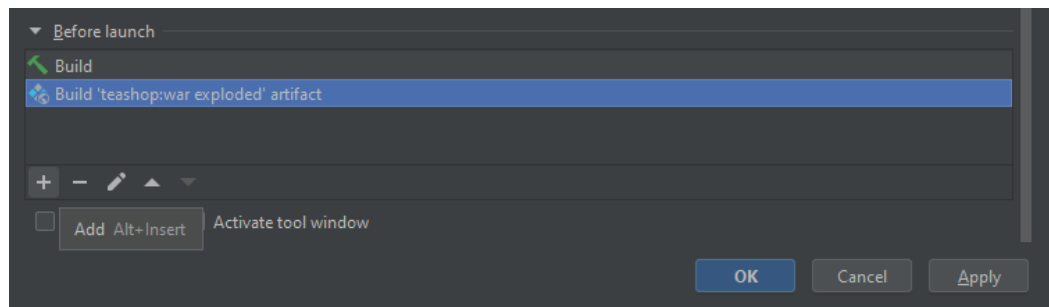 Before launch
Build
Build 'teashop:war exploded' artifact
Add Alt+Insert Activate tool window
OK Cancel Apply